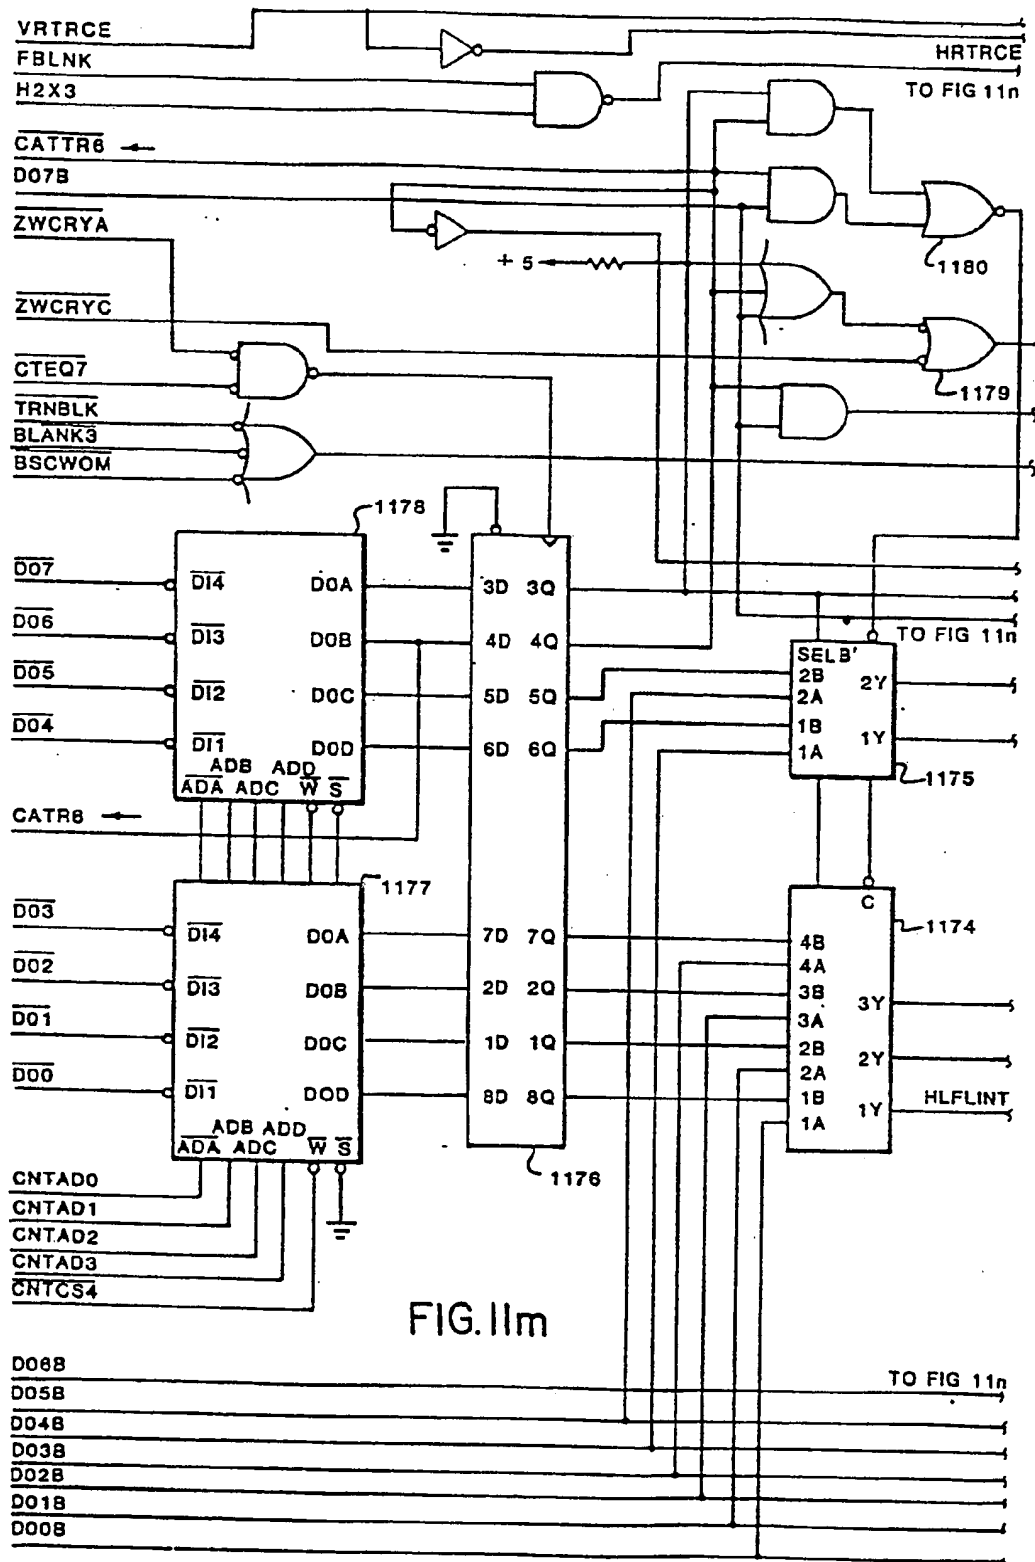 VRTRCE
HRTRCE
FBLNK
H2X3
TO FIG 11n
CATTR6
D07B
ZWCRYA
+ 5
1180
ZWCRYC
CTEQ7
1179
TRNBLK
BLANK3
BSCWOM
1178
D07 DI4 D0A 3D 3Q
D06 DI3 D0B 4D 4Q TO FIG 11n
SELB'
D05 DI2 D0C 5D 5Q 2B 2Y
2A
D04 DI1 D0D 6D 6Q 1B 1Y
1A
ADB ADD
ADA ADC W S 1175
CATR6
1177
C
D03 DI4 D0A 7D 7Q 4B 1174
4A
D02 DI3 D0B 2D 2Q 3B 3Y
3A
D01 DI2 D0C 1D 1Q 2B 2Y
2A
D00 DI1 D0D 8D 8Q 1B 1Y HLFLINT
1A
ADB ADD
ADA ADC W S
1176
CNTAD0
CNTAD1
CNTAD2
CNTAD3
CNTCS4
FIG.11m
D06B TO FIG 11n
D05B
D04B
D03B
D02B
D01B
D00B